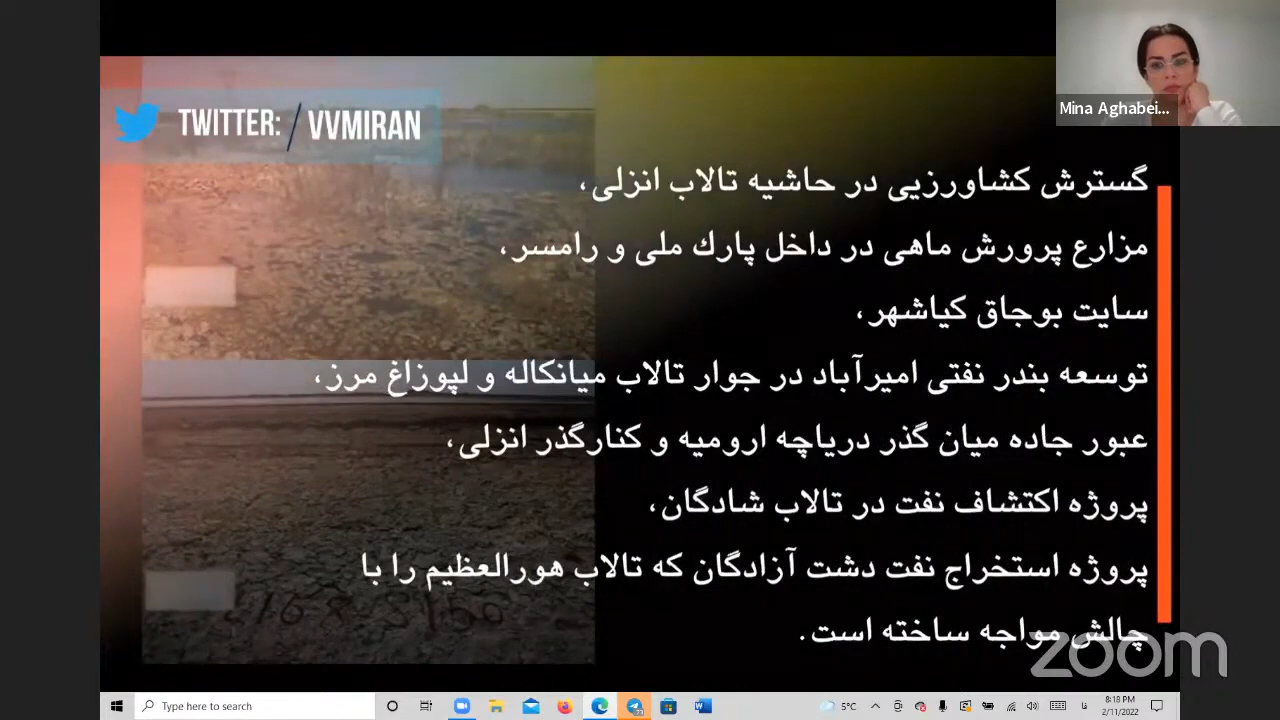 TWITTER: / VVMIRAN
Mina Aghabei...
گسترش کشاورزیی در حاشیه تالاب انزلی،
مزارع پرورش ماهی در داخل پارك ملی و رامسر،
سایت بوجاق کیاشهر،
توسعه بندر نفتی امیرآباد در جوار تالاب میانکاله و لپوزاغ مرز،
عبور جاده میان گذر دریاچه ارومیه و کنارگذر انزلی،
پروژه اکتشاف نفت در تالاب شادگان،
پروژه استخراج نفت دشت آزادگان که تالاب هورالعظیم را با
چالش مواجه ساخته است.
zoom
Type here to search
5°C
فا
8:18 PM
2/11/2022